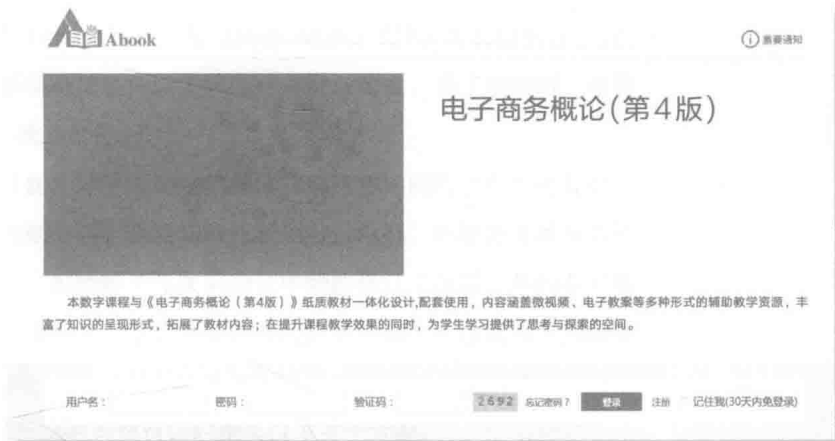 Abook
重要通知
电子商务概论(第4版)
本数字课程与《电子商务概论(第4版)》纸质教材一体化设计,配套使用，内容涵盖微视频、电子教案等多种形式的辅助教学资源，丰
富了知识的呈现形式，拓展了教材内容；在提升课程教学效果的同时，为学生学习提供了思考与探索的空间。
用户名： 密码： 验证码： 2692 忘记密码？ 登录 注册 记住我(30天内免登录)